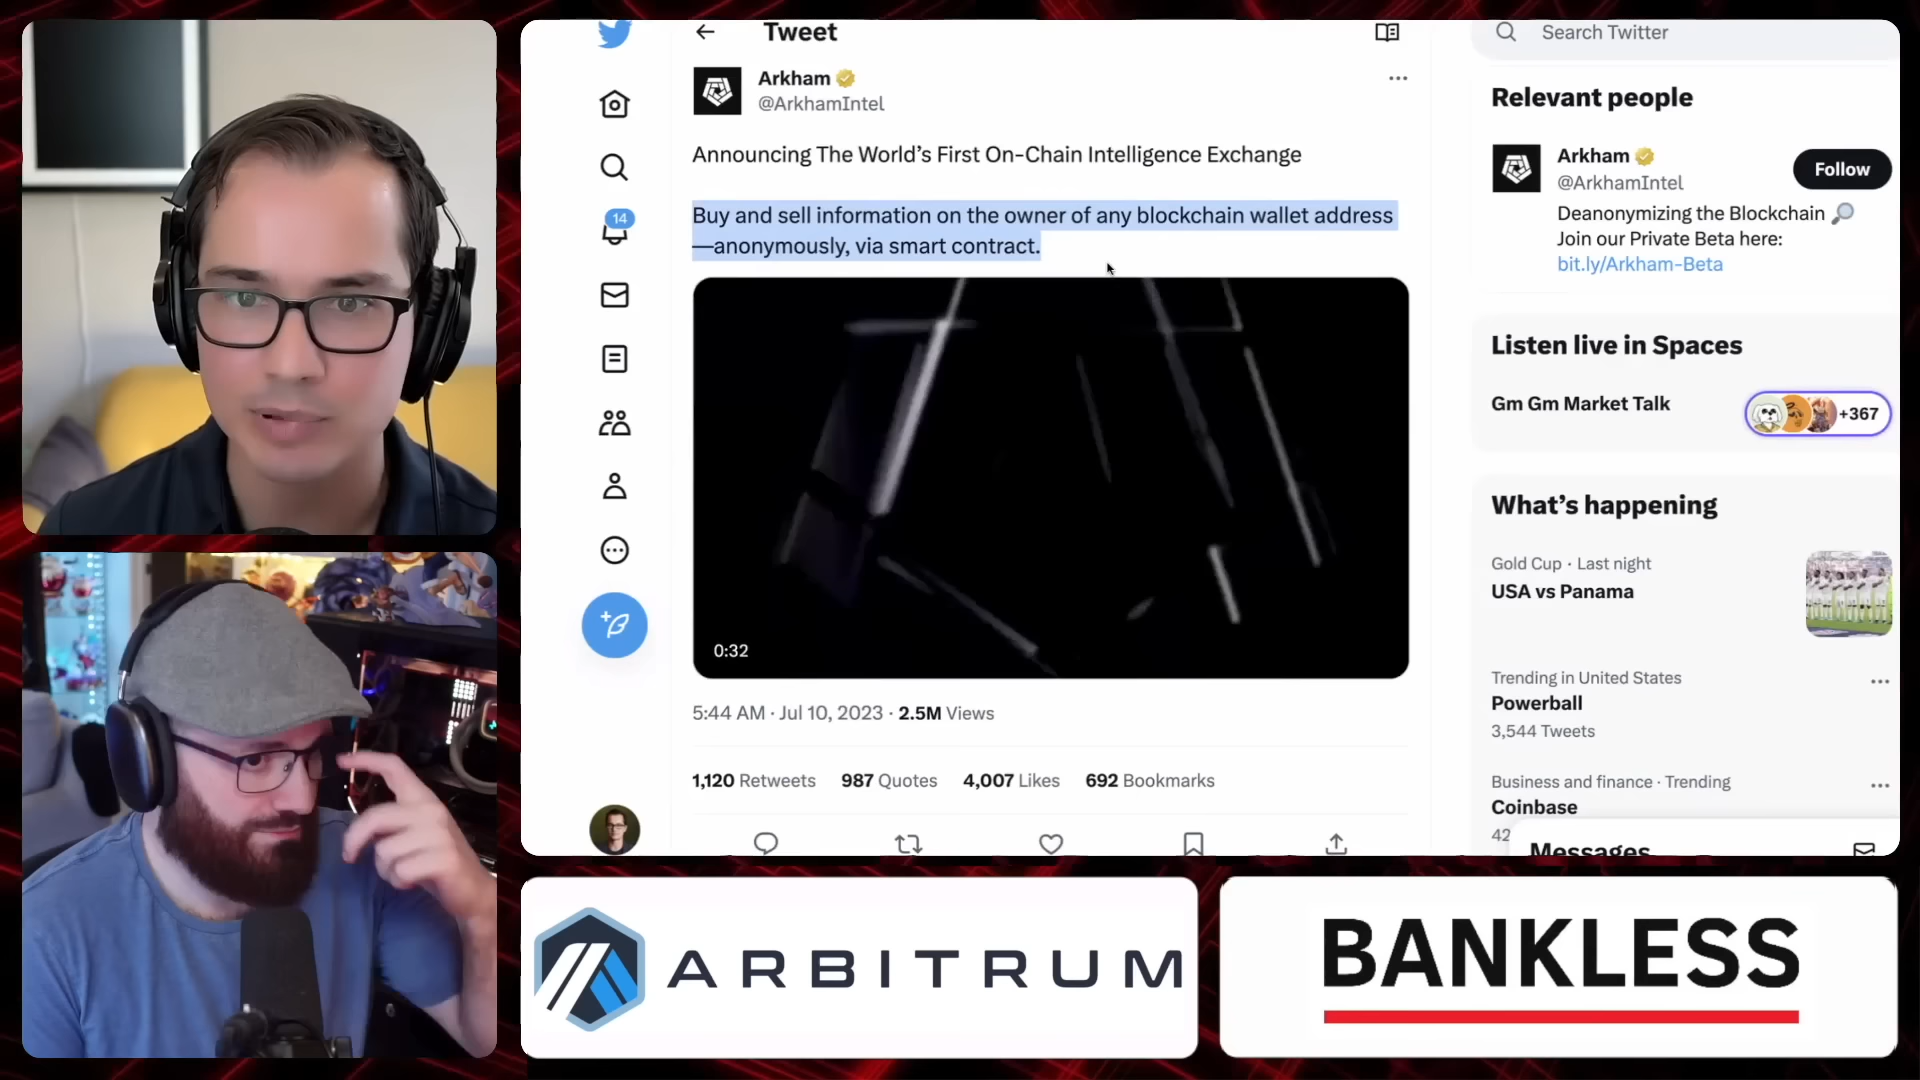 Tweet
Arkham
@ArkhamIntel
Announcing The World's First On-Chain Intelligence Exchange
Buy and sell information on the owner of any blockchain wallet address
—anonymously, via smart contract.
0:32
5:44 AM · Jul 10, 2023 · 2.5M Views
1,120 Retweets 987 Quotes 4,007 Likes 692 Bookmarks
14
Search Twitter
Relevant people
Arkham
@ArkhamIntel
Follow
Deanonymizing the Blockchain 🔎
Join our Private Beta here:
bit.ly/Arkham-Beta
Listen live in Spaces
Gm Gm Market Talk
+367
What's happening
Gold Cup · Last night
USA vs Panama
Trending in United States
Powerball
3,544 Tweets
Business and finance · Trending
Coinbase
42
Messages
ARBITRUM
BANKLESS